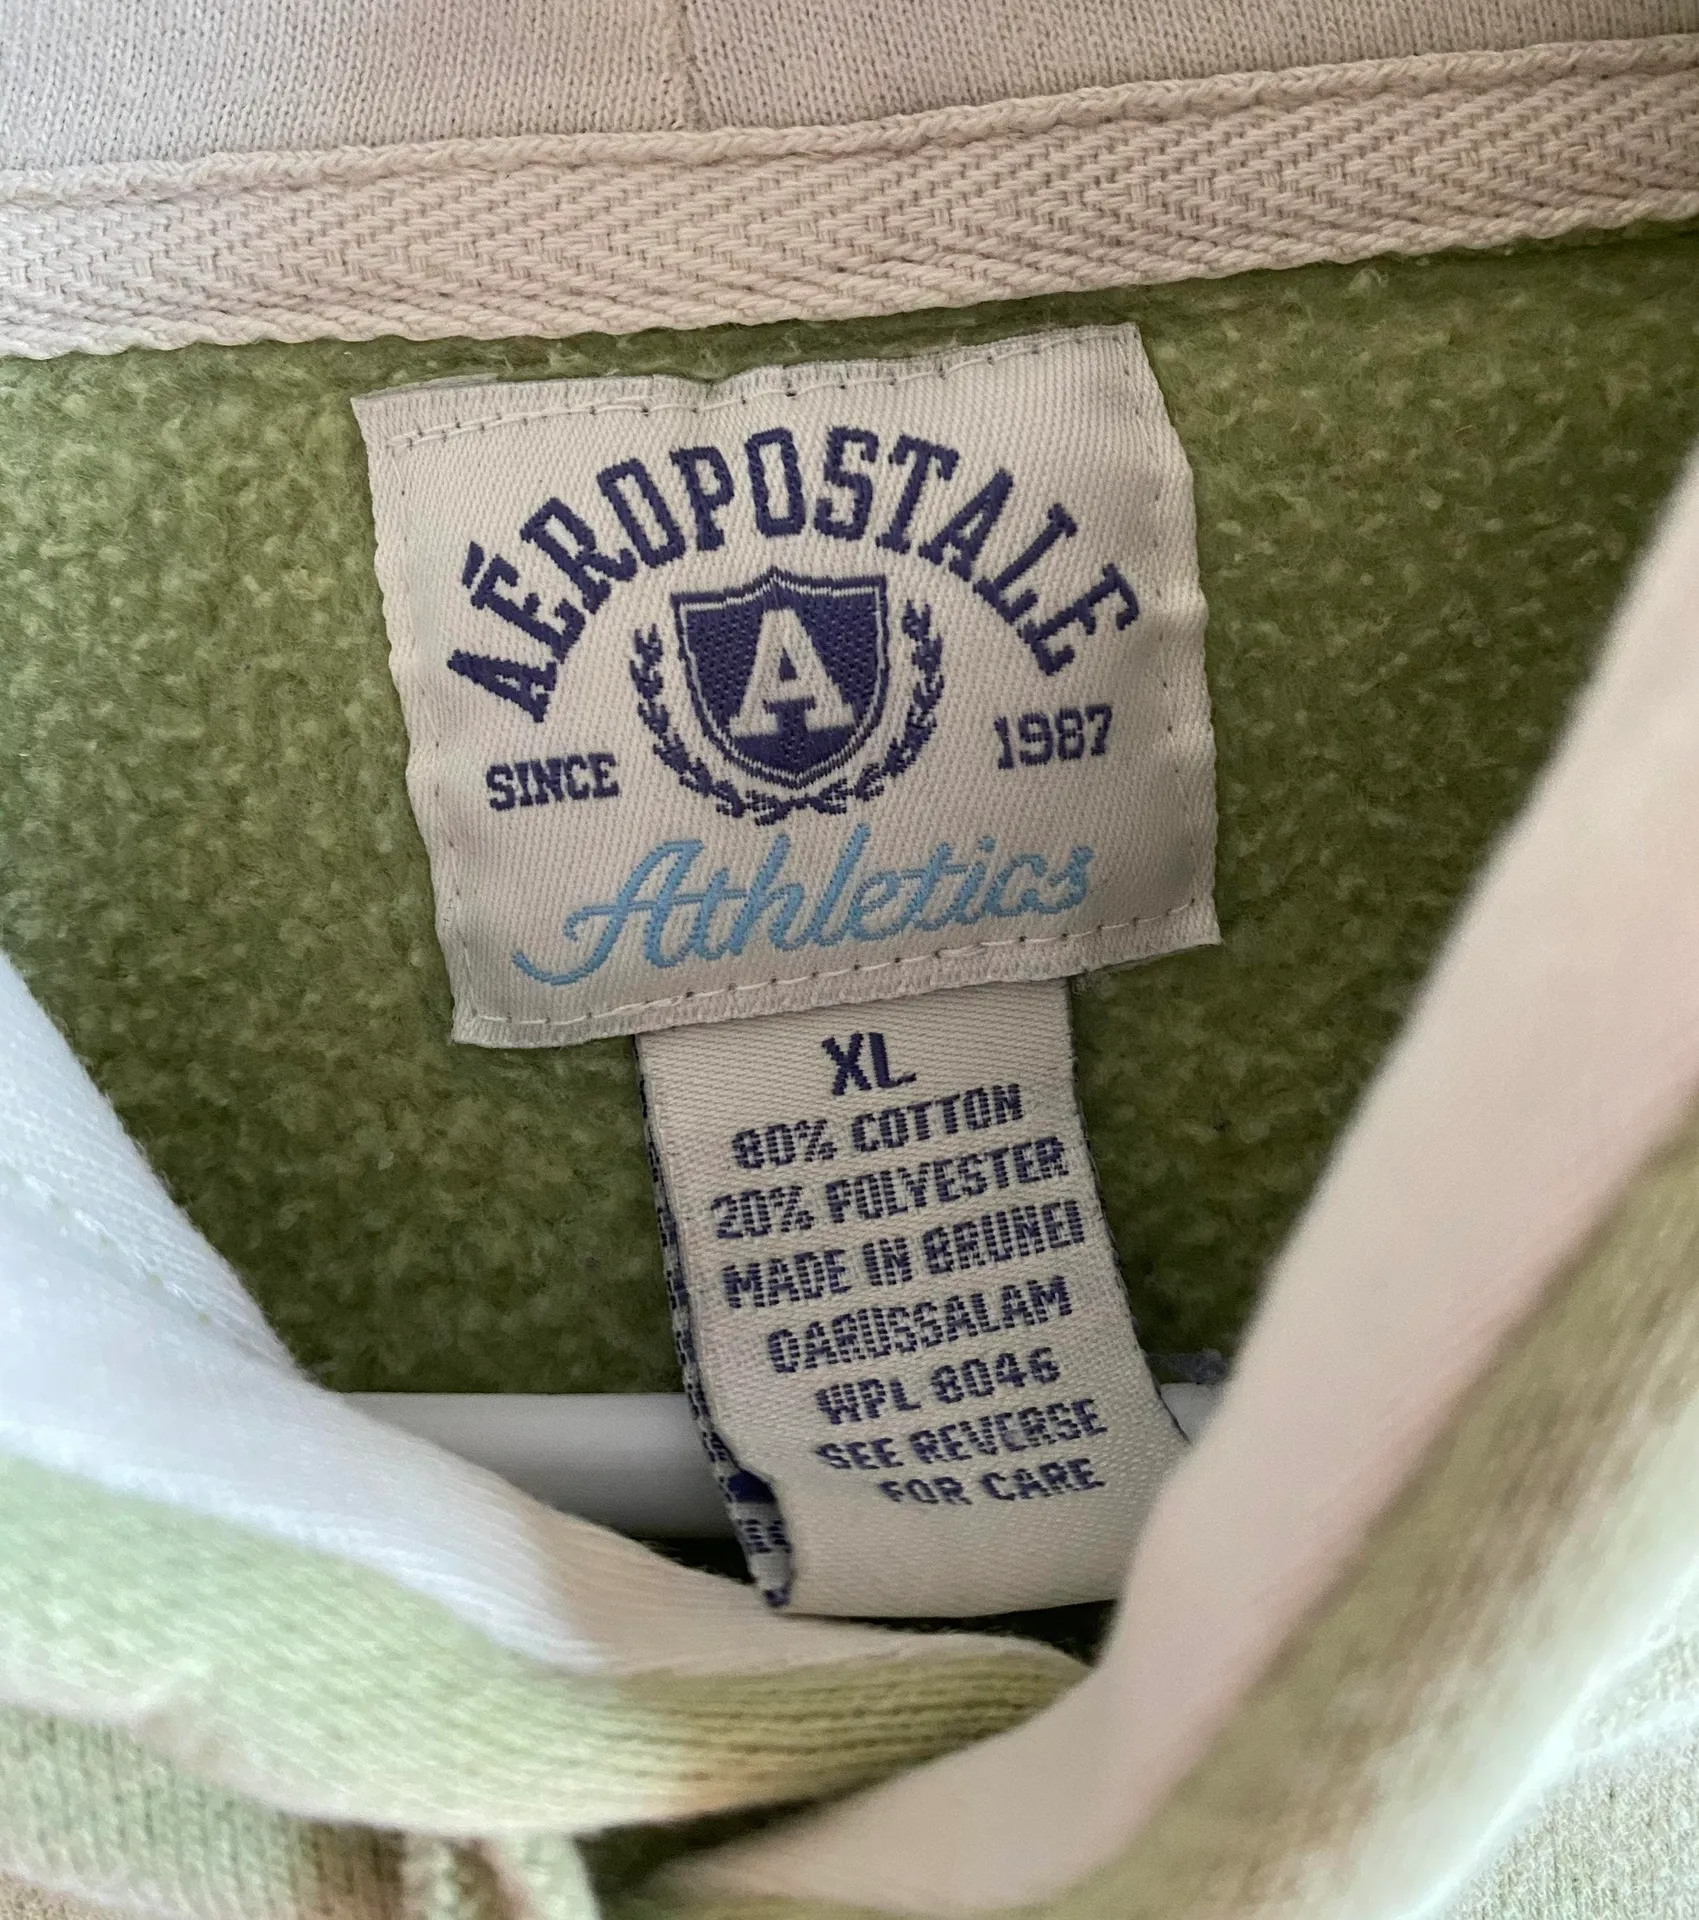 AÉROPOSTALE
A
SINCE 1987
Athletics
XL
80% COTTON
20% POLYESTER
MADE IN BRUNEI
DARUSSALAM
WPL 8046
SEE REVERSE
FOR CARE